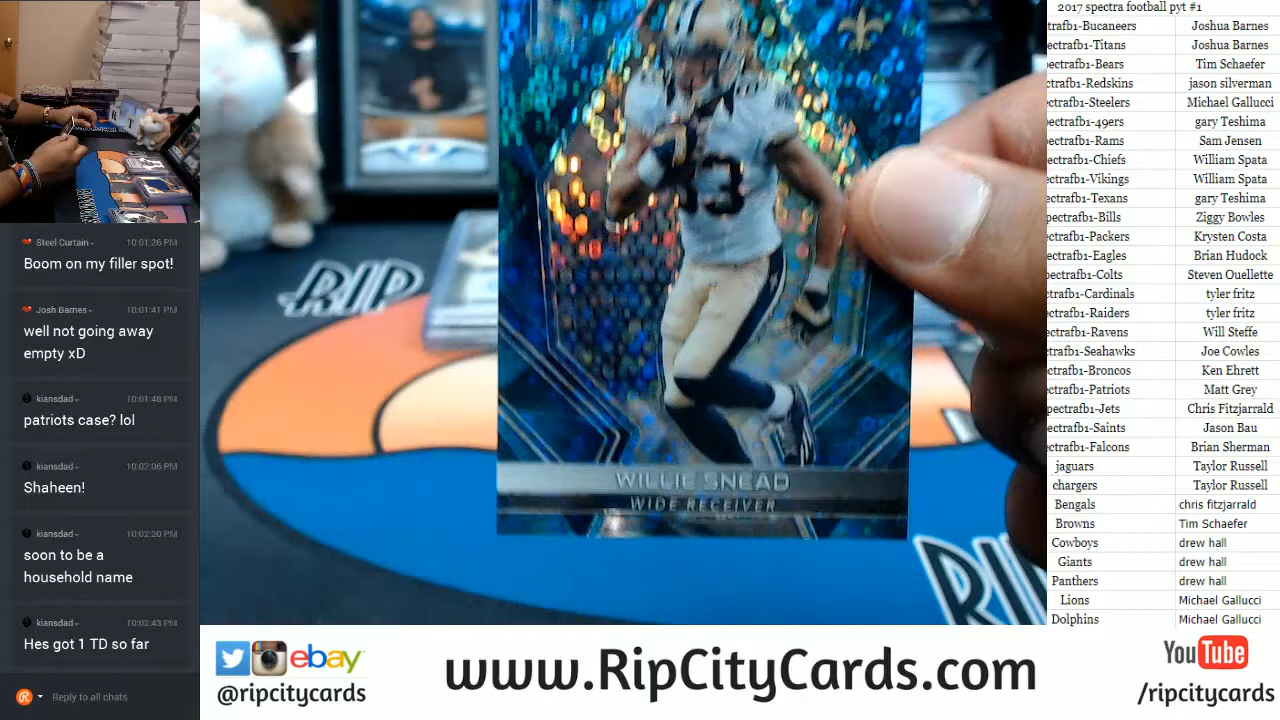 Steel Curtain- 10:01:26 PM
Boom on my filler spot!
Josh Barnes- 10:01:41 PM
well not going away
empty xD
kiansdad- 10:01:48 PM
patriots case? lol
kiansdad- 10:02:06 PM
Shaheen!
kiansdad- 10:02:20 PM
soon to be a
household name
kiansdad- 10:02:43 PM
Hes got 1 TD so far
Reply to all chats
RIP
33
WILLIE SNEAD
WIDE RECEIVER
RIP
2017 spectra football pyt #1
trafb1-Bucaneers Joshua Barnes
ectrafb1-Titans Joshua Barnes
ectrafb1-Bears Tim Schaefer
ctrafb1-Redskins jason silverman
ctrafb1-Steelers Michael Gallucci
ectrafb1-49ers gary Teshima
ectrafb1-Rams Sam Jensen
ectrafb1-Chiefs William Spata
ctrafb1-Vikings William Spata
ectrafb1-Texans gary Teshima
pectrafb1-Bills Ziggy Bowles
ectrafb1-Packers Krysten Costa
ectrafb1-Eagles Brian Hudock
ectrafb1-Colts Steven Ouellette
ctrafb1-Cardinals tyler fritz
ectrafb1-Raiders tyler fritz
ectrafb1-Ravens Will Steffe
ctrafb1-Seahawks Joe Cowles
ectrafb1-Broncos Ken Ehrett
ectrafb1-Patriots Matt Grey
pectrafb1-Jets Chris Fitzjarrald
ectrafb1-Saints Jason Bau
ectrafb1-Falcons Brian Sherman
jaguars Taylor Russell
chargers Taylor Russell
Bengals chris fitzjarrald
Browns Tim Schaefer
Cowboys drew hall
Giants drew hall
Panthers drew hall
Lions Michael Gallucci
Dolphins Michael Gallucci
ebay
@ripcitycards
www.RipCityCards.com
YouTube
/ripcitycards